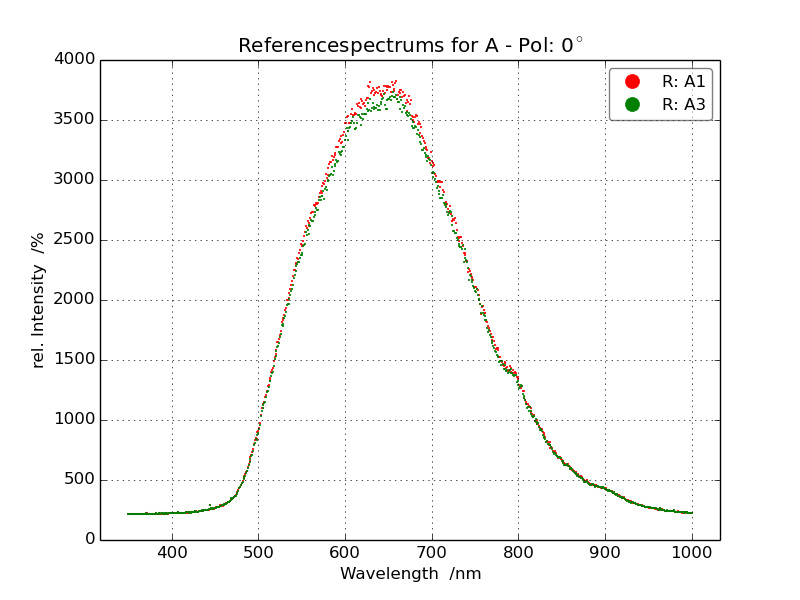 Referencespectrums for A - Pol: 0°
4000
3500
3000
2500
2000
1500
1000
500
0
rel. Intensity /%
R: A1
R: A3
400 500 600 700 800 900 1000
Wavelength /nm